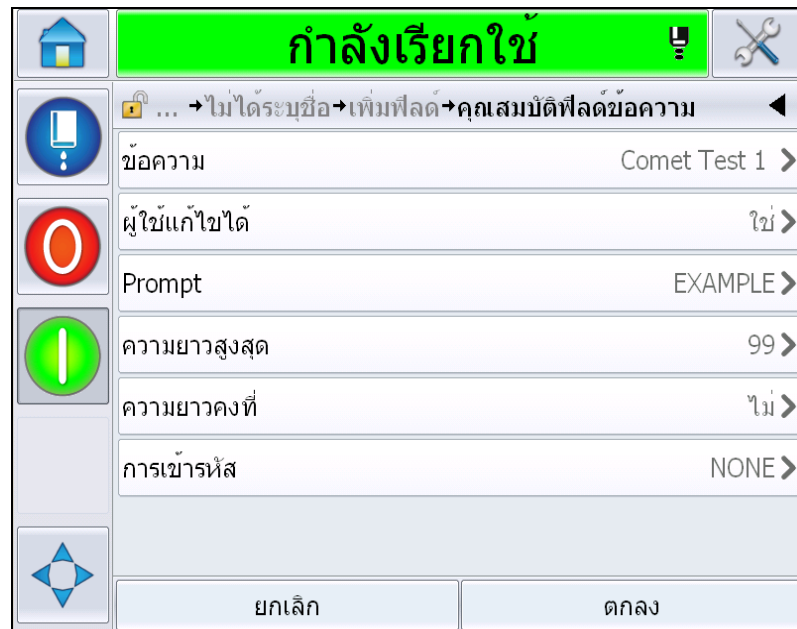 กำลังเรียกใช้
... →ไม่ได้ระบุชื่อ→เพิ่มฟิลด์→คุณสมบัติฟิลด์ข้อความ
ข้อความ Comet Test 1
ผู้ใช้แก้ไขได้ ใช่
Prompt EXAMPLE
ความยาวสูงสุด 99
ความยาวคงที่ ไม่
การเข้ารหัส NONE
ยกเลิก ตกลง